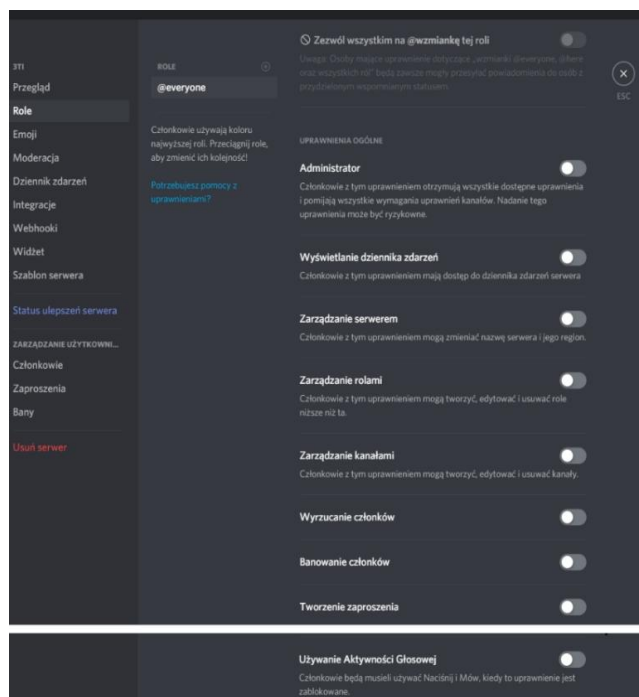 3TI
Przegląd
Role
Emoji
Moderacja
Dziennik zdarzeń
Integracje
Webhooki
Widżet
Szablon serwera
Status ulepszeń serwera
ZARZĄDZANIE UŻYTKOWNI...
Członkowie
Zaproszenia
Bany
Usuń serwer
ROLE
@everyone
Członkowie używają koloru
najwyższej roli. Przeciągnij role,
aby zmienić ich kolejność!
Potrzebujesz pomocy z
uprawnieniami?
Zezwól wszystkim na @wzmiankę tej roli
Uwaga: Osoby mające uprawnienie dotyczące „wzmianki @everyone, @here
oraz wszystkich ról” będą zawsze mogły przesyłać powiadomienia do osób z
przydzielonym wspomnianym statusem.
ESC
UPRAWNIENIA OGÓLNE
Administrator
Członkowie z tym uprawnieniem otrzymują wszystkie dostępne uprawnienia
i pomijają wszystkie wymagania uprawnień kanałów. Nadanie tego
uprawnienia może być ryzykowne.
Wyświetlanie dziennika zdarzeń
Członkowie z tym uprawnieniem mają dostęp do dziennika zdarzeń serwera
Zarządzanie serwerem
Członkowie z tym uprawnieniem mogą zmieniać nazwę serwera i jego region.
Zarządzanie rolami
Członkowie z tym uprawnieniem mogą tworzyć, edytować i usuwać role
niższe niż ta.
Zarządzanie kanałami
Członkowie z tym uprawnieniem mogą tworzyć, edytować i usuwać kanały.
Wyrzucanie członków
Banowanie członków
Tworzenie zaproszenia
Używanie Aktywności Głosowej
Członkowie będą musieli używać Naciśnij i Mów, kiedy to uprawnienie jest
zablokowane.